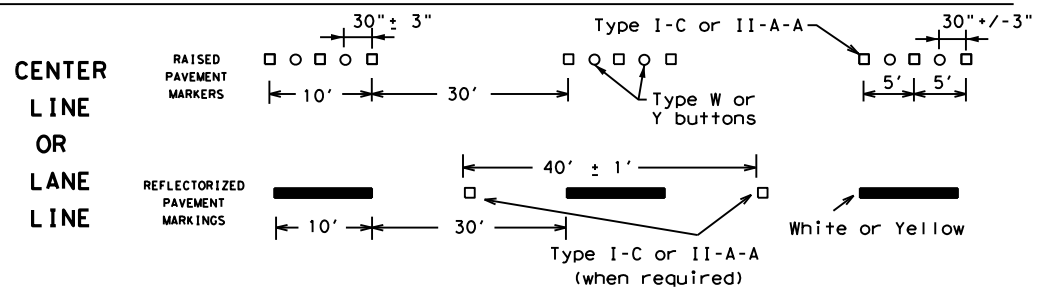 30"± 3"
Type I-C or II-A-A
30"+/-3"
CENTER
LINE
OR
LANE
LINE
RAISED
PAVEMENT
MARKERS
10'
30'
Type W or
Y buttons
5'
5'
40' ± 1'
REFLECTORIZED
PAVEMENT
MARKINGS
10'
30'
Type I-C or II-A-A
(when required)
White or Yellow